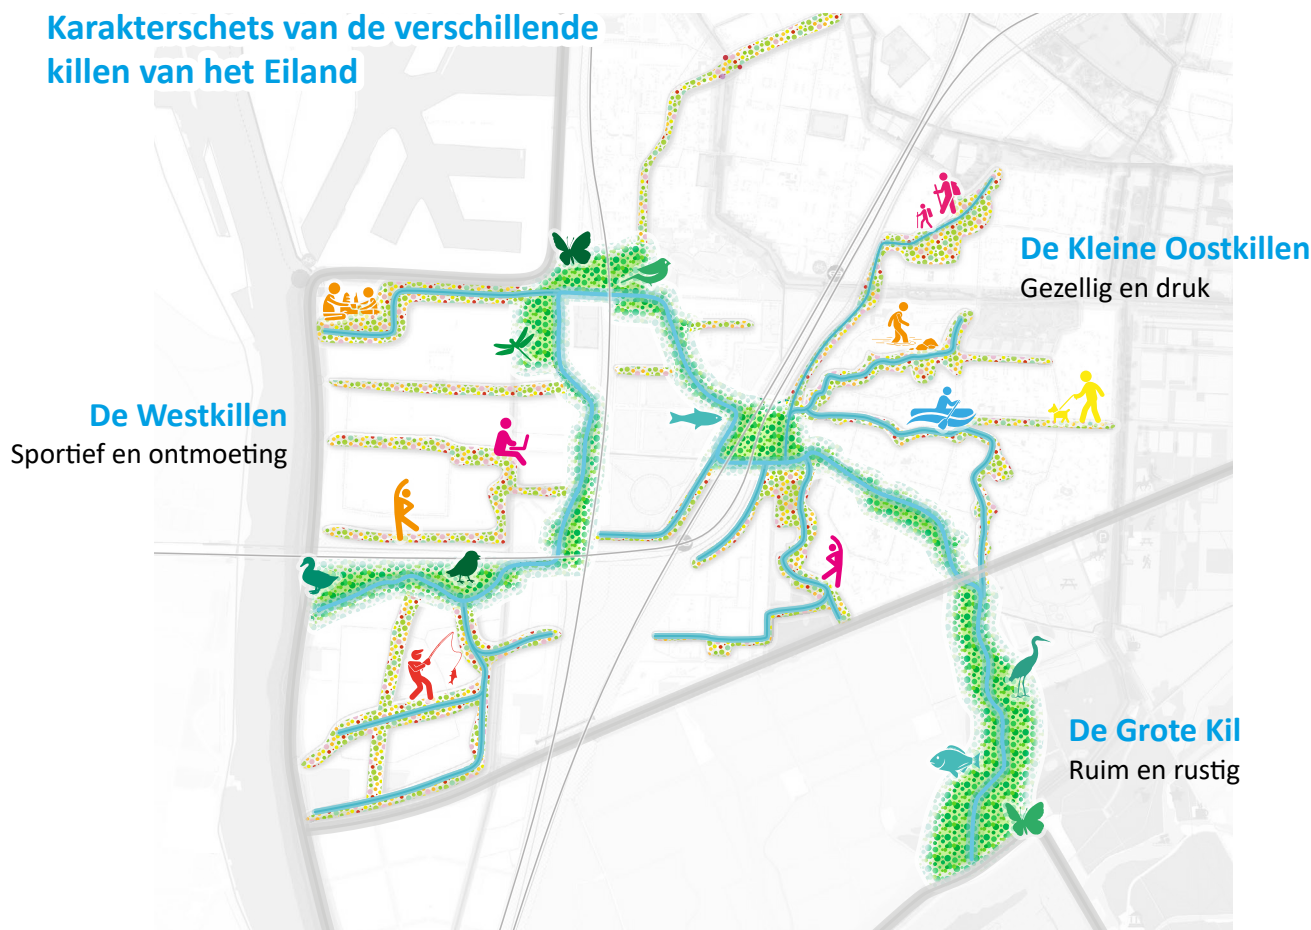 Karakterschets van de verschillende
killen van het Eiland
De Kleine Oostkillen
Gezellig en druk
De Westkillen
Sportief en ontmoeting
De Grote Kil
Ruim en rustig